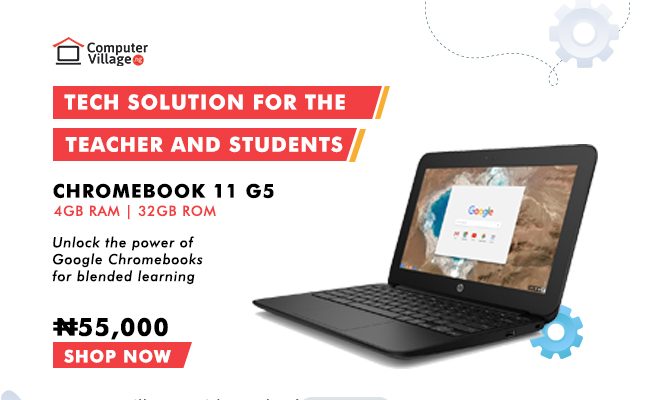 Computer
Village
TECH SOLUTION FOR THE
TEACHER AND STUDENTS
CHROMEBOOK 11 G5
4GB RAM | 32GB ROM
Unlock the power of
Google Chromebooks
for blended learning
Google
hp
₦55,000
SHOP NOW